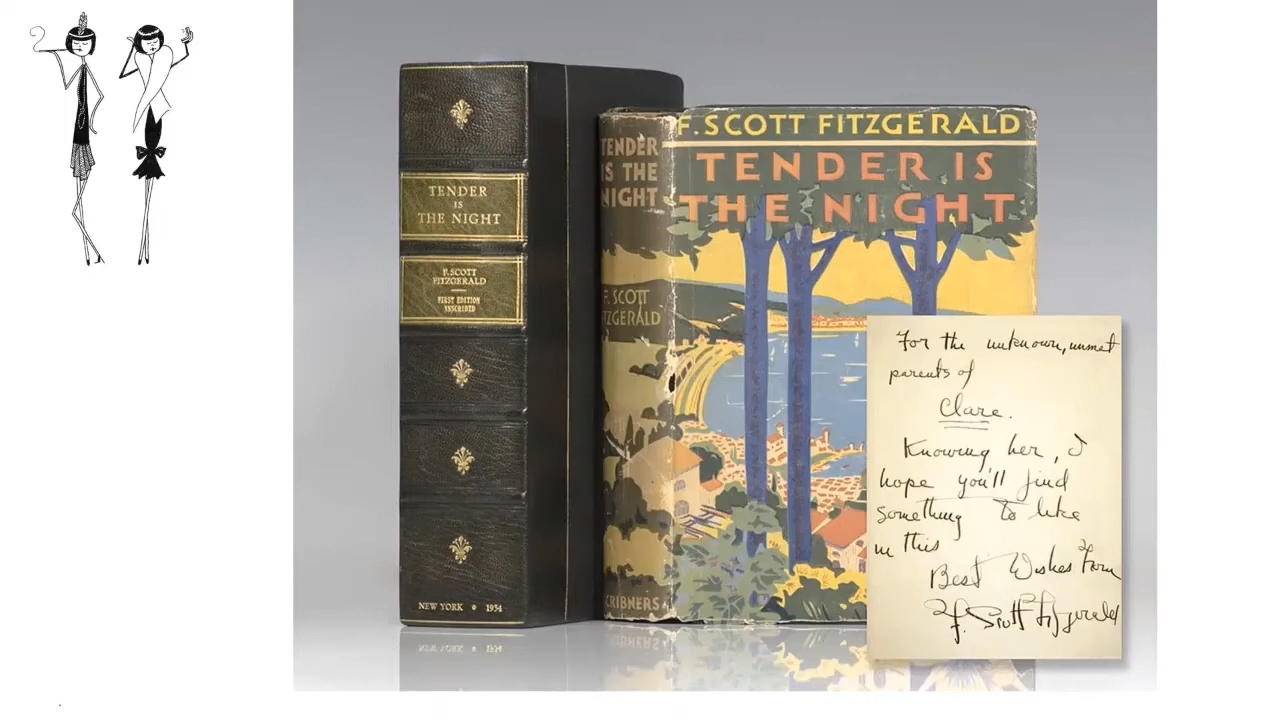 TENDER
IS
THE NIGHT
F. SCOTT
FITZGERALD
FIRST EDITION
INSCRIBED
NEW YORK 1934
TENDER
IS THE
NIGHT
F. SCOTT
TZGERALD
CRIBNERS
F. SCOTT FITZGERALD
TENDER IS
THE NIGHT
For the unknown, unmet
parents of
Clare.
Knowing her, I
hope you'll find
something to like
in this
Best Wishes From
F. Scott Fitzgerald